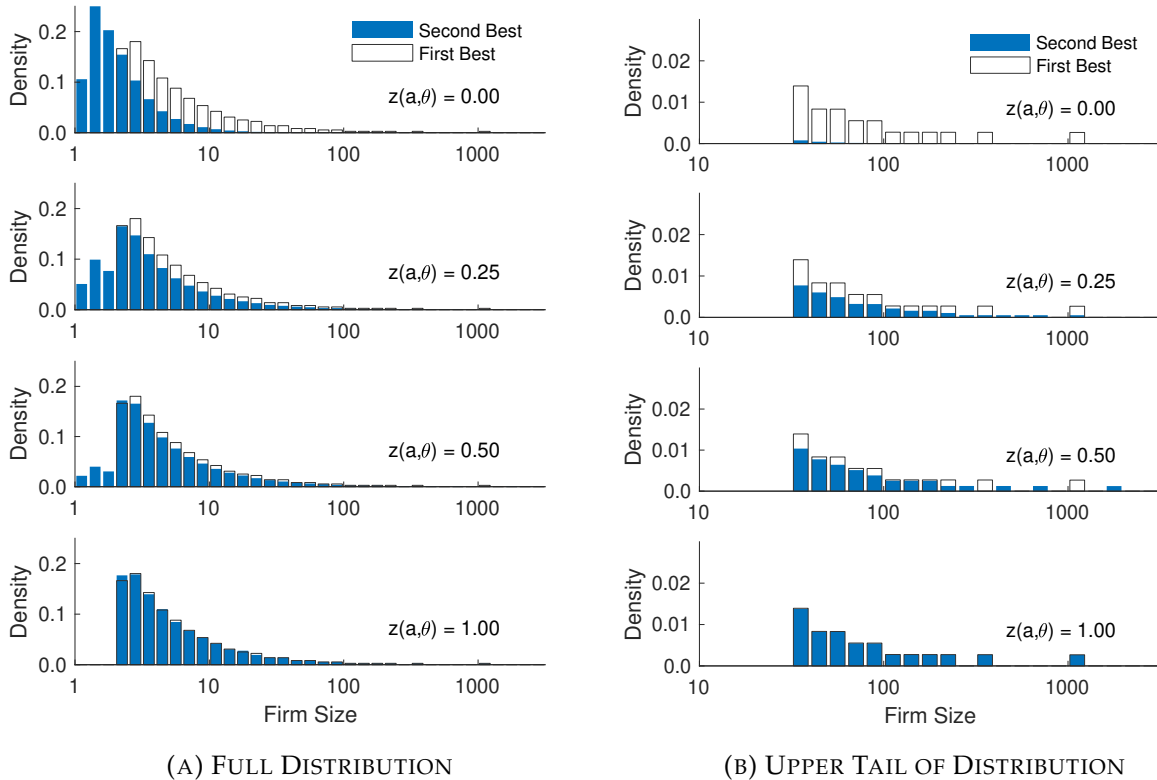 Second Best
First Best
Density
0.2
0.1
0.0
z(a,θ) = 0.00
1 10 100 1000
Density
0.2
0.1
0.0
z(a,θ) = 0.25
1 10 100 1000
Density
0.2
0.1
0.0
z(a,θ) = 0.50
1 10 100 1000
Density
0.2
0.1
0.0
z(a,θ) = 1.00
1 10 100 1000
Firm Size
(A) FULL DISTRIBUTION
Second Best
First Best
Density
0.02
0.01
0.00
z(a,θ) = 0.00
10 100 1000
Density
0.02
0.01
0.00
z(a,θ) = 0.25
10 100 1000
Density
0.02
0.01
0.00
z(a,θ) = 0.50
10 100 1000
Density
0.02
0.01
0.00
z(a,θ) = 1.00
10 100 1000
Firm Size
(B) UPPER TAIL OF DISTRIBUTION